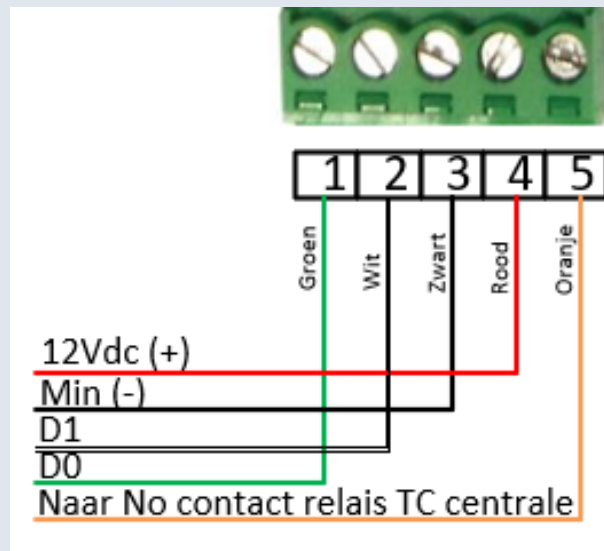 1 2 3 4 5
Groen
Wit
Zwart
Rood
Oranje
12Vdc (+)
Min (-)
D1
D0
Naar No contact relais TC centrale